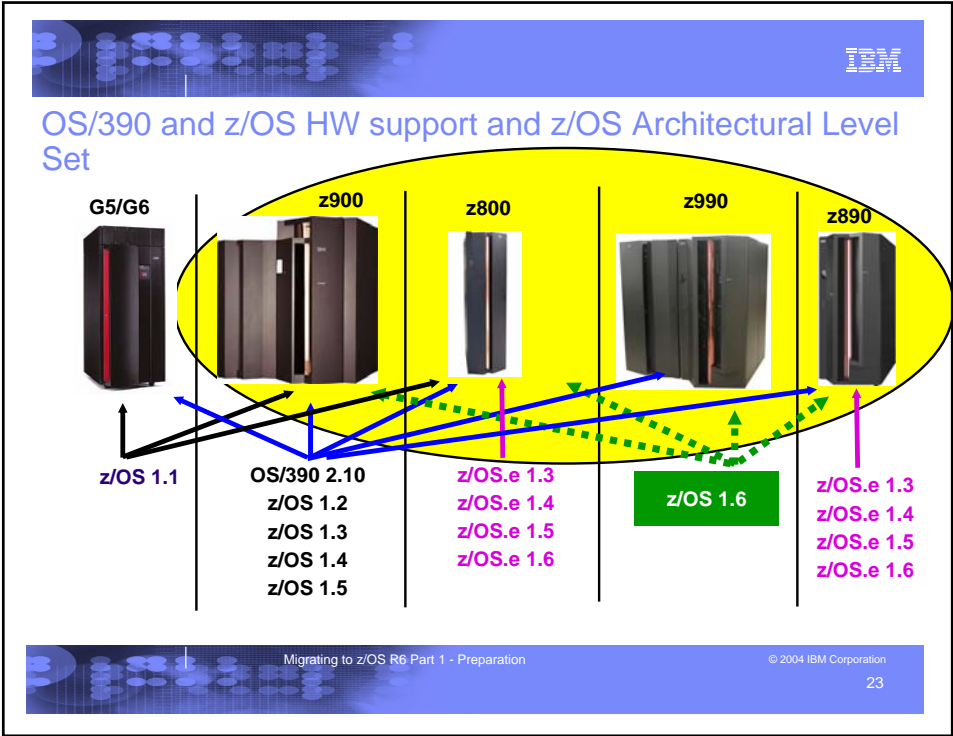 IBM
OS/390 and z/OS HW support and z/OS Architectural Level
Set
G5/G6
z900
z800
z990
z890
z/OS 1.1
OS/390 2.10
z/OS 1.2
z/OS 1.3
z/OS 1.4
z/OS 1.5
z/OS.e 1.3
z/OS.e 1.4
z/OS.e 1.5
z/OS.e 1.6
z/OS 1.6
z/OS.e 1.3
z/OS.e 1.4
z/OS.e 1.5
z/OS.e 1.6
Migrating to z/OS R6 Part 1 - Preparation
© 2004 IBM Corporation
23